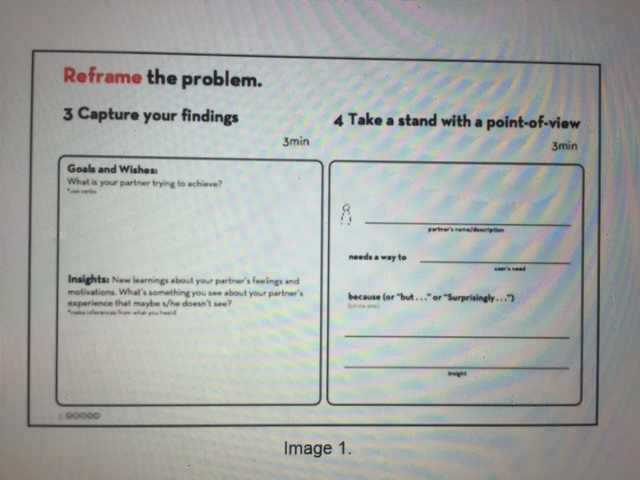 Reframe the problem.
3 Capture your findings
3min
Goals and Wishes:
What is your partner trying to achieve?
*use verbs
Insights: New learnings about your partner's feelings and
motivations. What's something you see about your partner's
experience that maybe s/he doesn't see?
*make inferences from what you heard
4 Take a stand with a point-of-view
3min
partner's name/description
needs a way to
user's need
because (or "but . . ." or "Surprisingly . . .")
[circle one]
insight
Image 1.